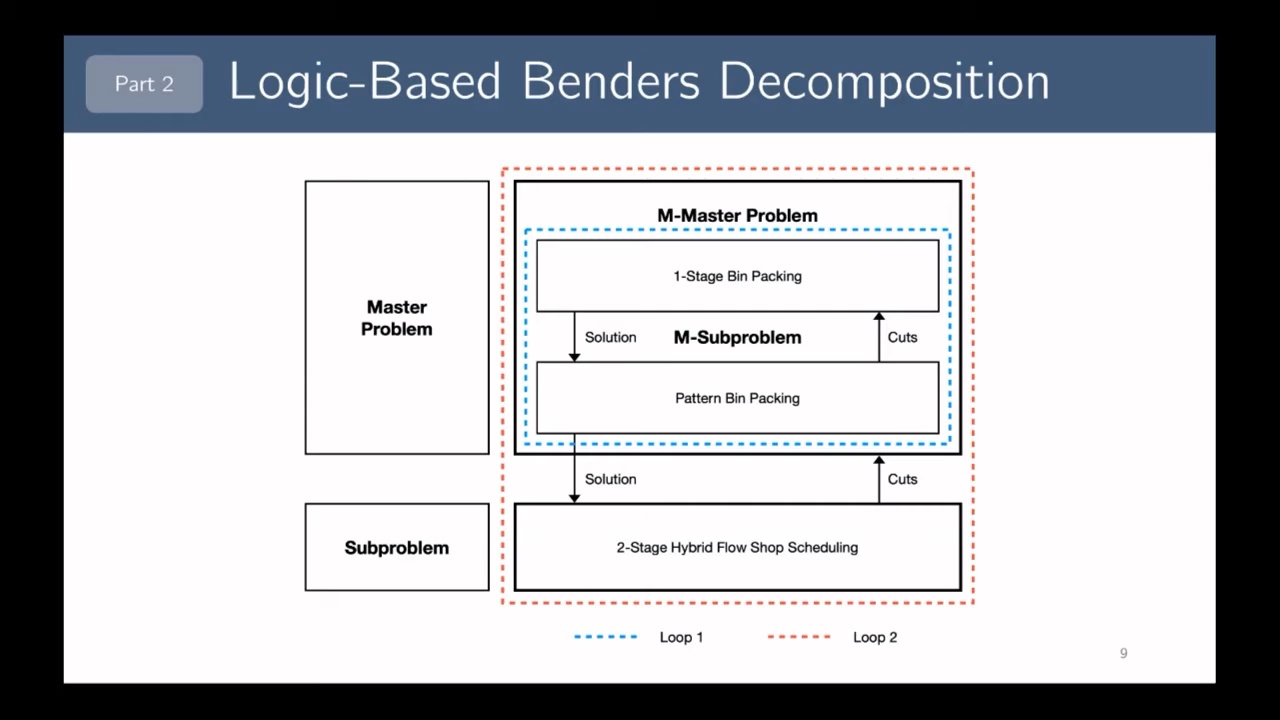 Part 2
Logic-Based Benders Decomposition
Master
Problem
M-Master Problem
1-Stage Bin Packing
Solution
M-Subproblem
Cuts
Pattern Bin Packing
Solution
Cuts
Subproblem
2-Stage Hybrid Flow Shop Scheduling
Loop 1
Loop 2
9